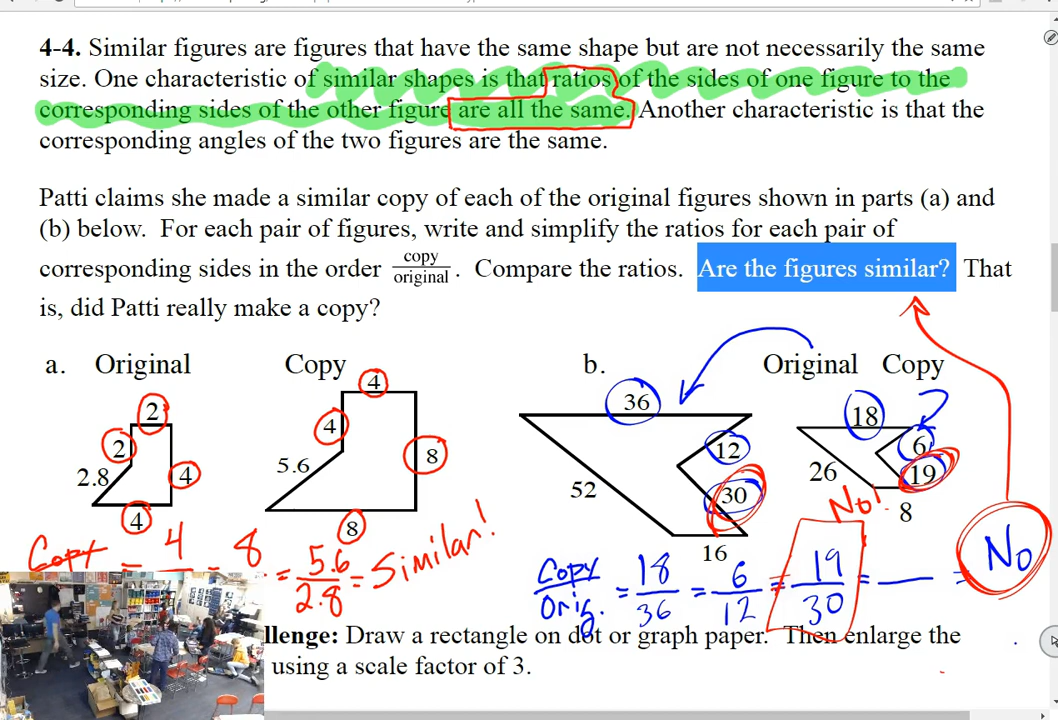 4-4. Similar figures are figures that have the same shape but are not necessarily the same
size. One characteristic of similar shapes is that ratios of the sides of one figure to the
corresponding sides of the other figure are all the same. Another characteristic is that the
corresponding angles of the two figures are the same.
Patti claims she made a similar copy of each of the original figures shown in parts (a) and
(b) below. For each pair of figures, write and simplify the ratios for each pair of
corresponding sides in the order copy/original. Compare the ratios. Are the figures similar? That
is, did Patti really make a copy?
a. Original Copy b. Original Copy
2 4 36 18
2 4 12 6
2.8 4 5.6 8 52 30 26 19
4 8 16 No! 8
Copy = 4 = 8 = 5.6/2.8 = Similar!
Copy/Orig. = 18/36 = 6/12 ≠ 19/30 = = No
llenge: Draw a rectangle on dot or graph paper. Then enlarge the
using a scale factor of 3.